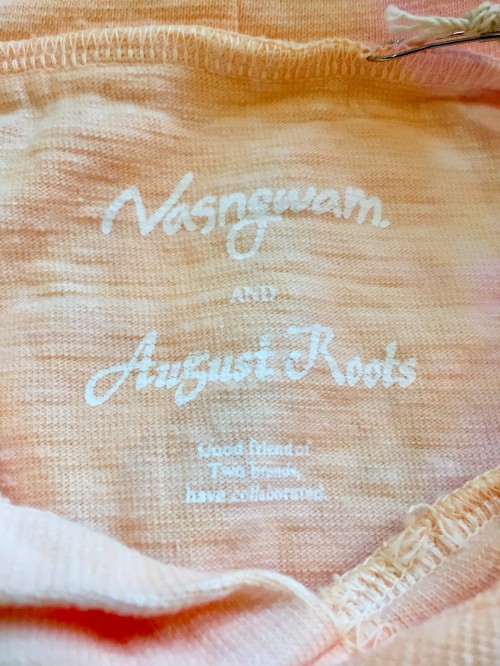 Nasngwam.
AND
August Roots
Good friend of
Two brands,
have collaborated.